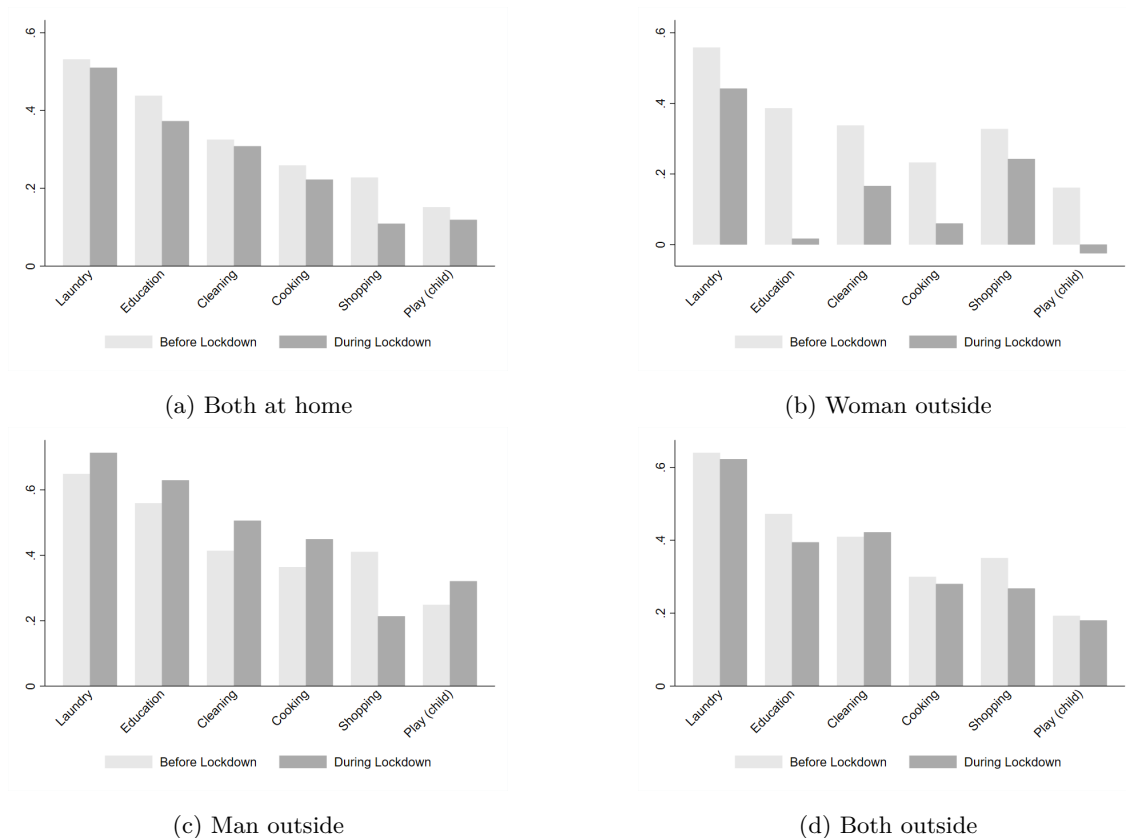 .6
.4
.2
0
Laundry
Education
Cleaning
Cooking
Shopping
Play (child)
Before Lockdown During Lockdown
(a) Both at home
.6
.4
.2
0
Laundry
Education
Cleaning
Cooking
Shopping
Play (child)
Before Lockdown During Lockdown
(b) Woman outside
.6
.4
.2
0
Laundry
Education
Cleaning
Cooking
Shopping
Play (child)
Before Lockdown During Lockdown
(c) Man outside
.6
.4
.2
0
Laundry
Education
Cleaning
Cooking
Shopping
Play (child)
Before Lockdown During Lockdown
(d) Both outside